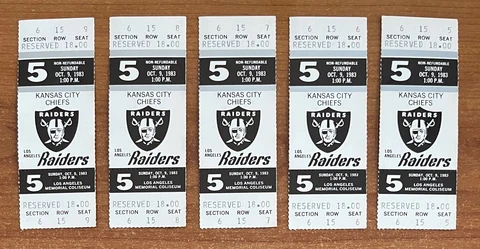 6 15 9
SECTION ROW SEAT
RESERVED 18.00
5
NON-REFUNDABLE
SUNDAY
OCT. 9, 1983
1:00 P.M.
KANSAS CITY
CHIEFS
RAIDERS
LOS
ANGELES
Raiders
5
SUNDAY, OCT. 9, 1983
1:00 P.M.
LOS ANGELES
MEMORIAL COLISEUM
RESERVED 18.00
SECTION ROW SEAT
6 15 9
6 15 8
SECTION ROW SEAT
RESERVED 18.00
5
NON-REFUNDABLE
SUNDAY
OCT. 9, 1983
1:00 P.M.
KANSAS CITY
CHIEFS
RAIDERS
LOS
ANGELES
Raiders
5
SUNDAY, OCT. 9, 1983
1:00 P.M.
LOS ANGELES
MEMORIAL COLISEUM
RESERVED 18.00
SECTION ROW SEAT
6 15 8
6 15 7
SECTION ROW SEAT
RESERVED 18.00
5
NON-REFUNDABLE
SUNDAY
OCT. 9, 1983
1:00 P.M.
KANSAS CITY
CHIEFS
RAIDERS
LOS
ANGELES
Raiders
5
SUNDAY, OCT. 9, 1983
1:00 P.M.
LOS ANGELES
MEMORIAL COLISEUM
RESERVED 18.00
SECTION ROW SEAT
6 15 7
6 15 6
SECTION ROW SEAT
RESERVED 18.00
5
NON-REFUNDABLE
SUNDAY
OCT. 9, 1983
1:00 P.M.
KANSAS CITY
CHIEFS
RAIDERS
LOS
ANGELES
Raiders
5
SUNDAY, OCT. 9, 1983
1:00 P.M.
LOS ANGELES
MEMORIAL COLISEUM
RESERVED 18.00
SECTION ROW SEAT
6 15 6
6 15 5
SECTION ROW SEAT
RESERVED 18.00
5
NON-REFUNDABLE
SUNDAY
OCT. 9, 1983
1:00 P.M.
KANSAS CITY
CHIEFS
RAIDERS
LOS
ANGELES
Raiders
5
SUNDAY, OCT. 9, 1983
1:00 P.M.
LOS ANGELES
MEMORIAL COLISEUM
RESERVED 18.00
SECTION ROW SEAT
6 15 5